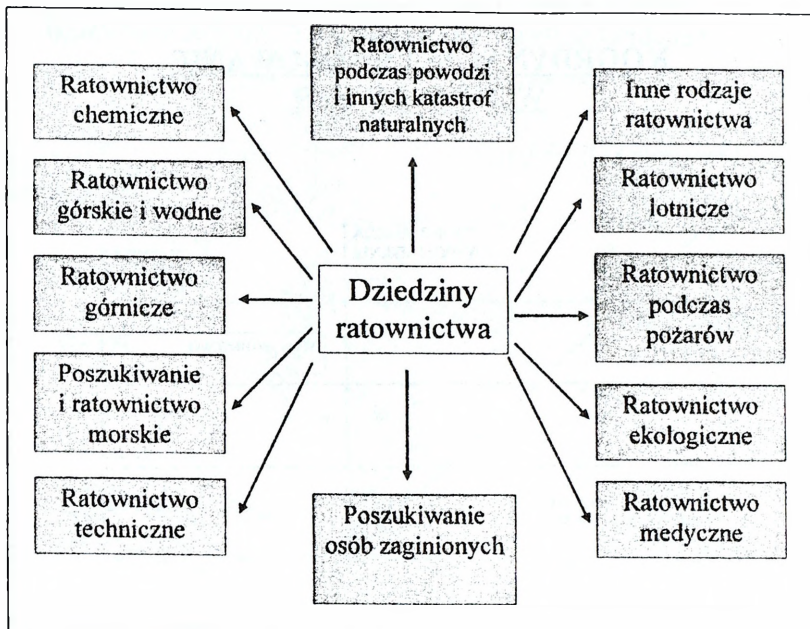 Ratownictwo
podczas powodzi
i innych katastrof
naturalnych
Ratownictwo
chemiczne
Inne rodzaje
ratownictwa
Ratownictwo
górskie i wodne
Ratownictwo
lotnicze
Ratownictwo
górnicze
Dziedziny
ratownictwa
Ratownictwo
podczas
pożarów
Poszukiwanie
i ratownictwo
morskie
Ratownictwo
ekologiczne
Ratownictwo
techniczne
Poszukiwanie
osób zaginionych
Ratownictwo
medyczne